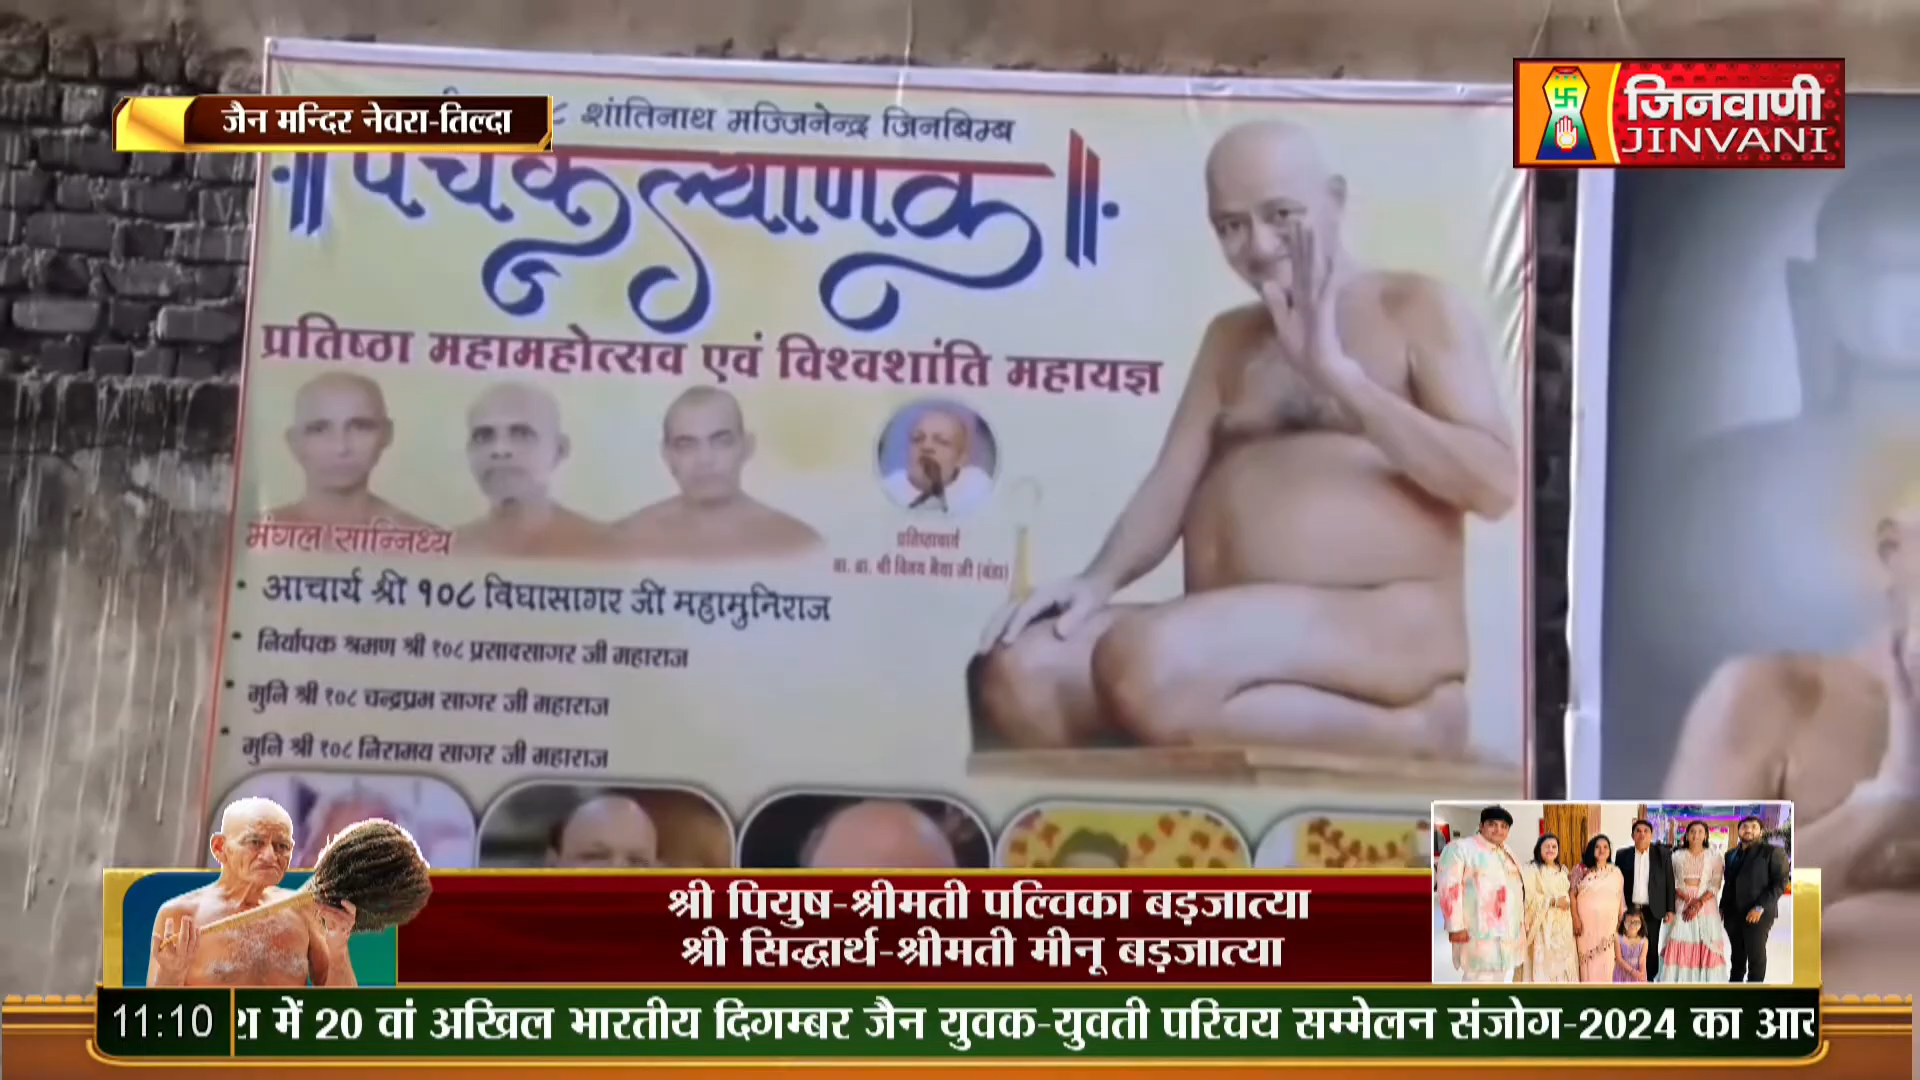 जैन मन्दिर नेवरा-तिल्दा
जिनवाणी
JINVANI
शांतिनाथ मज्जिनेन्द्र जिनबिम्ब
॥पंचकल्याणक॥
प्रतिष्ठा महामहोत्सव एवं विश्वशांति महायज्ञ
प्रतिष्ठाचार्य
बा. ब्र. श्री विनय भैया जी (बंडा)
मंगल सान्निध्य
• आचार्य श्री १०८ विद्यासागर जी महामुनिराज
• निर्यापक श्रमण श्री १०८ प्रसादसागर जी महाराज
• मुनि श्री १०८ चन्द्रप्रभ सागर जी महाराज
• मुनि श्री १०८ निरामय सागर जी महाराज
श्री पियुष-श्रीमती पल्विका बड़जात्या
श्री सिद्धार्थ-श्रीमती मीनू बड़जात्या
11:10 में 20 वां अखिल भारतीय दिगम्बर जैन युवक-युवती परिचय सम्मेलन संजोग-2024 का